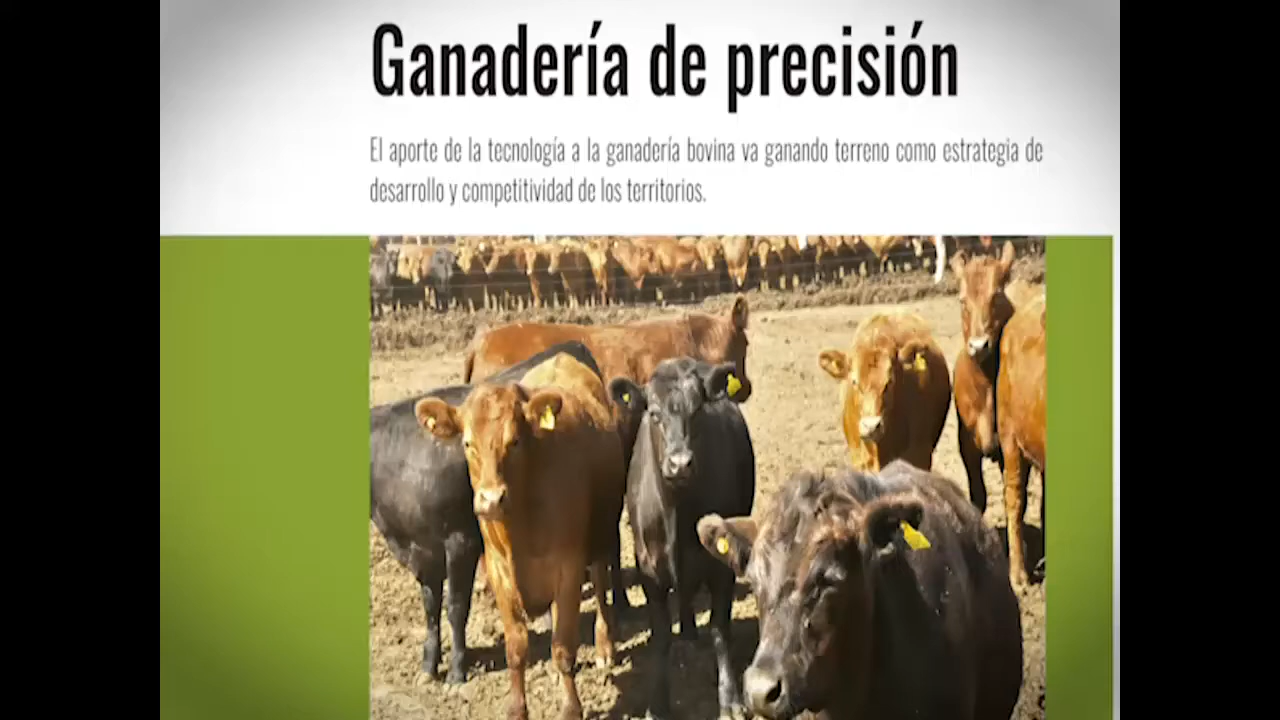 Ganadería de precisión
El aporte de la tecnología a la ganadería bovina va ganando terreno como estrategia de
desarrollo y competitividad de los territorios.